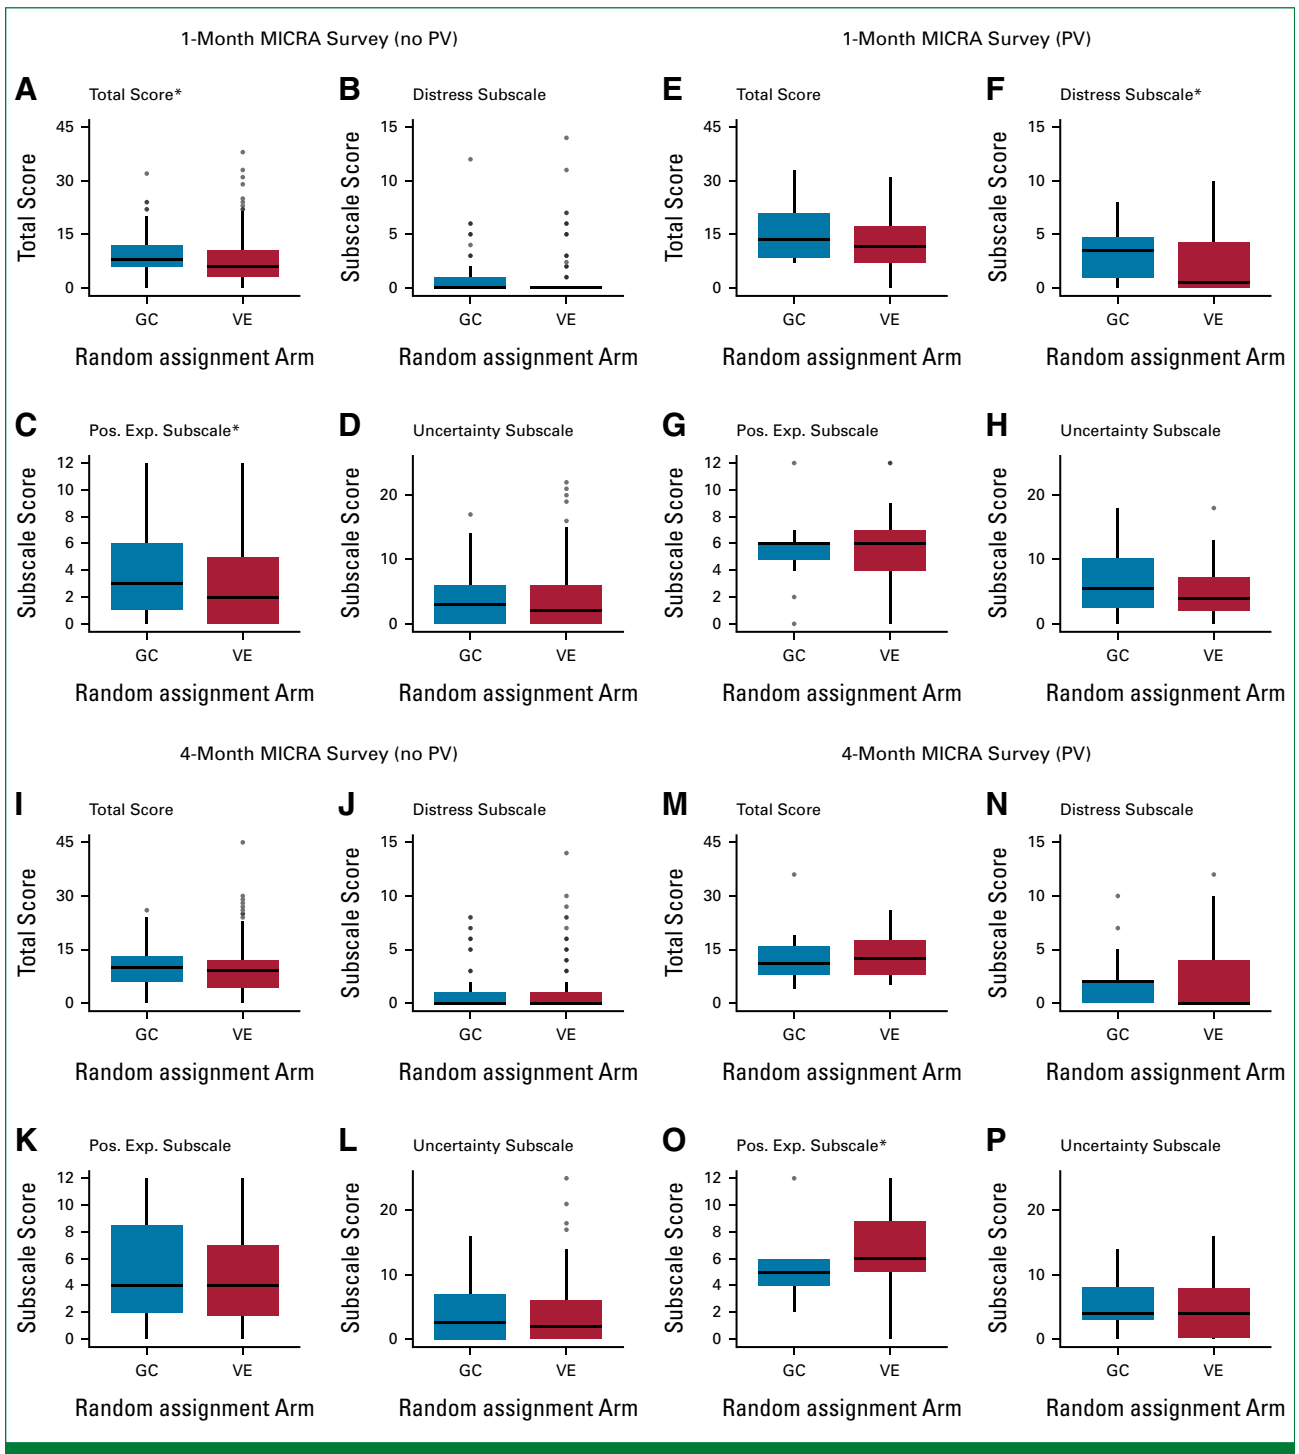 1-Month MICRA Survey (no PV)
1-Month MICRA Survey (PV)
A
Total Score*
Total Score
45
30
15
0
GC
VE
Random assignment Arm
B
Distress Subscale
Subscale Score
15
10
5
0
GC
VE
Random assignment Arm
E
Total Score
Total Score
45
30
15
0
GC
VE
Random assignment Arm
F
Distress Subscale*
Subscale Score
15
10
5
0
GC
VE
Random assignment Arm
C
Pos. Exp. Subscale*
Subscale Score
12
10
8
6
4
2
0
GC
VE
Random assignment Arm
D
Uncertainty Subscale
Subscale Score
20
10
0
GC
VE
Random assignment Arm
G
Pos. Exp. Subscale
Subscale Score
12
10
8
6
4
2
0
GC
VE
Random assignment Arm
H
Uncertainty Subscale
Subscale Score
20
10
0
GC
VE
Random assignment Arm
4-Month MICRA Survey (no PV)
4-Month MICRA Survey (PV)
I
Total Score
Total Score
45
30
15
0
GC
VE
Random assignment Arm
J
Distress Subscale
Subscale Score
15
10
5
0
GC
VE
Random assignment Arm
M
Total Score
Total Score
45
30
15
0
GC
VE
Random assignment Arm
N
Distress Subscale
Subscale Score
15
10
5
0
GC
VE
Random assignment Arm
K
Pos. Exp. Subscale
Subscale Score
12
10
8
6
4
2
0
GC
VE
Random assignment Arm
L
Uncertainty Subscale
Subscale Score
20
10
0
GC
VE
Random assignment Arm
O
Pos. Exp. Subscale*
Subscale Score
12
10
8
6
4
2
0
GC
VE
Random assignment Arm
P
Uncertainty Subscale
Subscale Score
20
10
0
GC
VE
Random assignment Arm